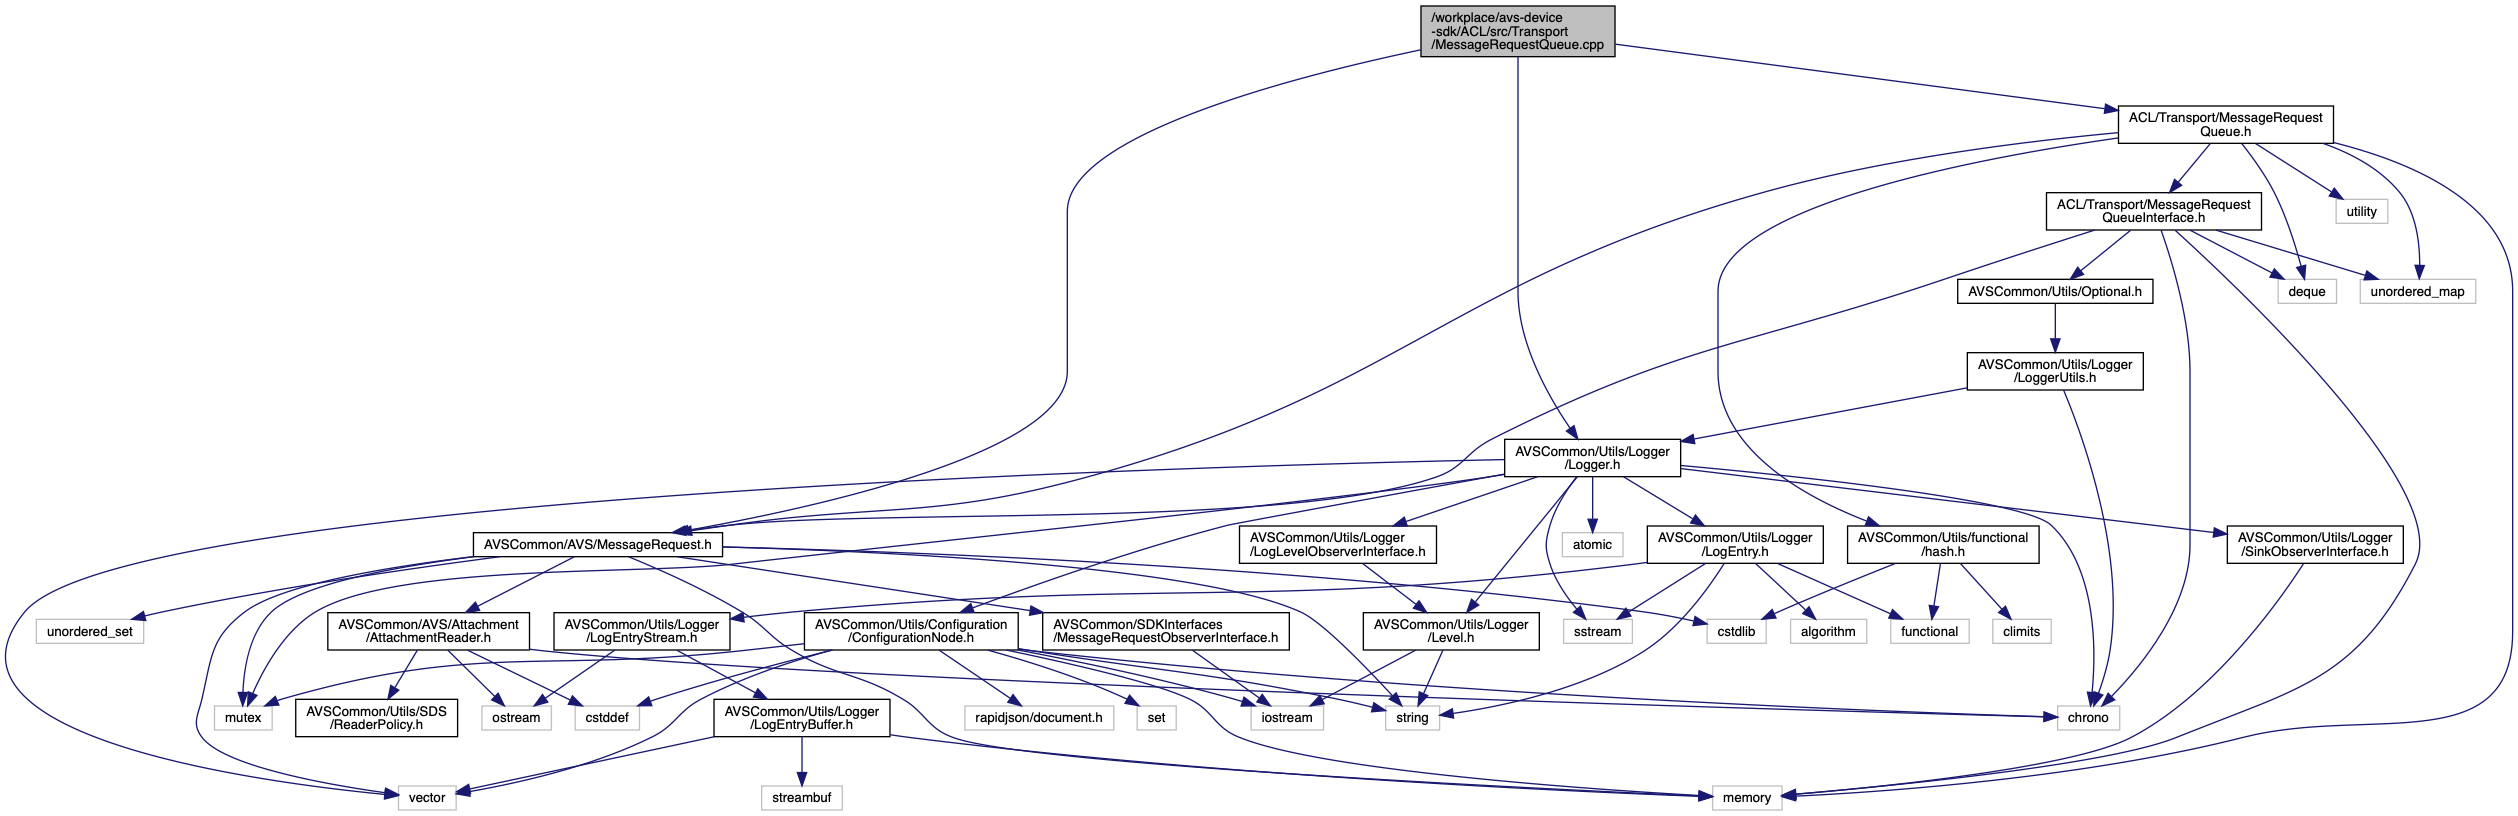 /workplace/avs-device
-sdk/ACL/src/Transport
/MessageRequestQueue.cpp
ACL/Transport/MessageRequest
Queue.h
ACL/Transport/MessageRequest
QueueInterface.h
utility
AVSCommon/Utils/Optional.h
deque
unordered_map
AVSCommon/Utils/Logger
/LoggerUtils.h
AVSCommon/Utils/Logger
/Logger.h
AVSCommon/AVS/MessageRequest.h
AVSCommon/Utils/Logger
/LogLevelObserverInterface.h
atomic
AVSCommon/Utils/Logger
/LogEntry.h
AVSCommon/Utils/functional
/hash.h
AVSCommon/Utils/Logger
/SinkObserverInterface.h
unordered_set
AVSCommon/AVS/Attachment
/AttachmentReader.h
AVSCommon/Utils/Logger
/LogEntryStream.h
AVSCommon/Utils/Configuration
/ConfigurationNode.h
AVSCommon/SDKInterfaces
/MessageRequestObserverInterface.h
AVSCommon/Utils/Logger
/Level.h
sstream
cstdlib
algorithm
functional
climits
mutex
AVSCommon/Utils/SDS
/ReaderPolicy.h
ostream
cstddef
AVSCommon/Utils/Logger
/LogEntryBuffer.h
rapidjson/document.h
set
iostream
string
chrono
vector
streambuf
memory